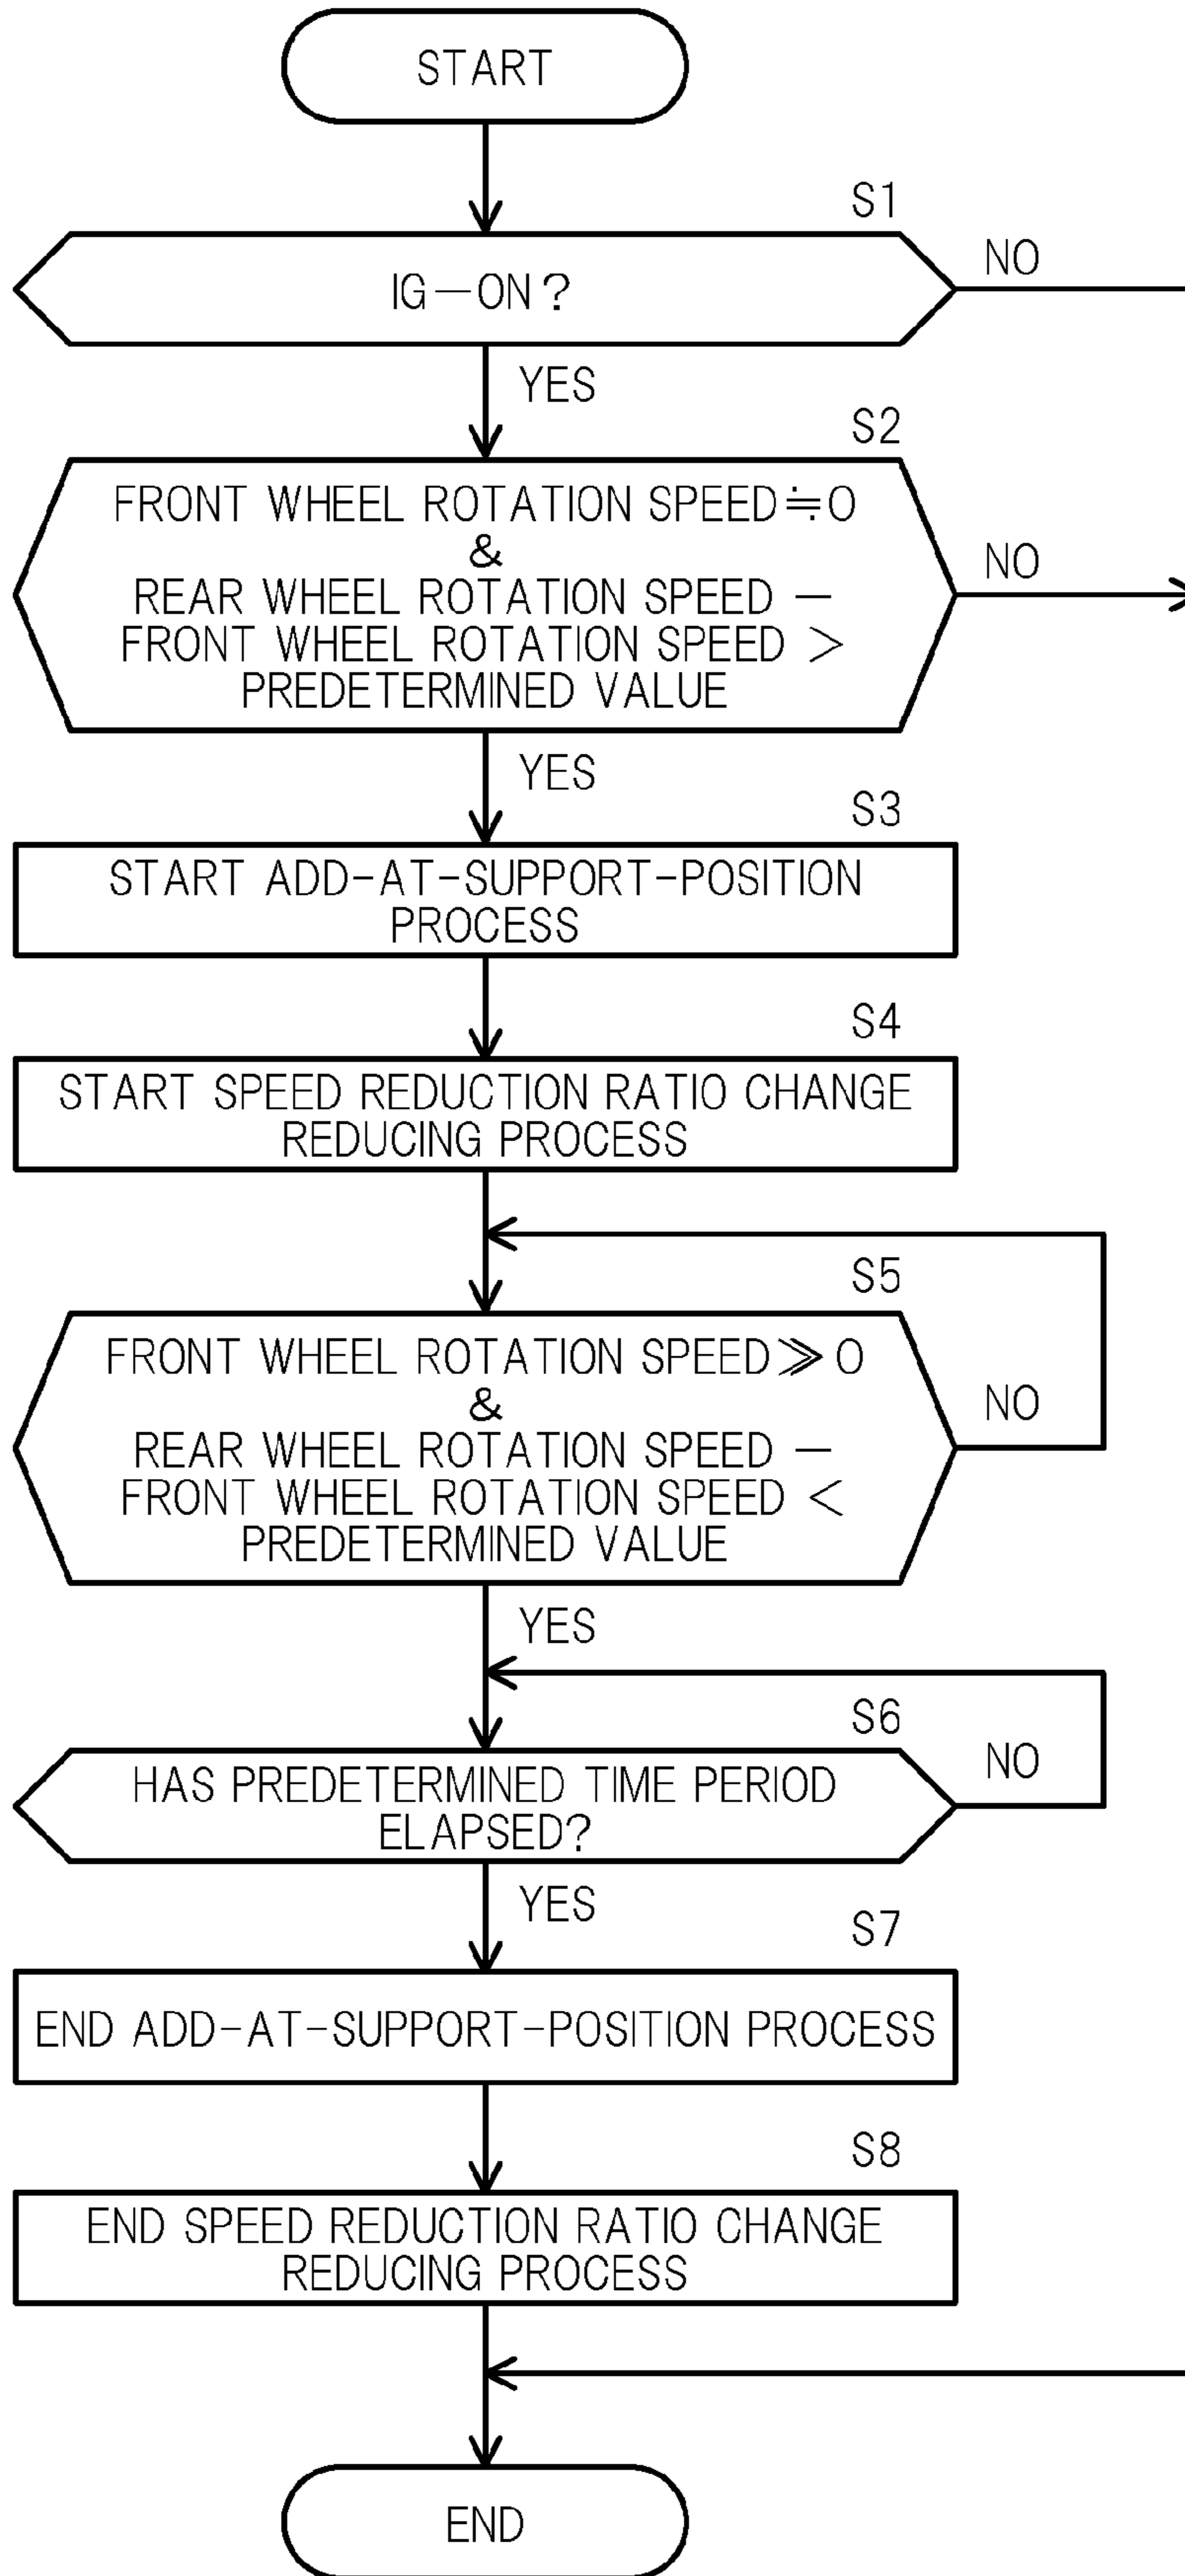 START
S1
IG—ON?
NO
YES
S2
FRONT WHEEL ROTATION SPEED≒0
&
REAR WHEEL ROTATION SPEED —
FRONT WHEEL ROTATION SPEED >
PREDETERMINED VALUE
NO
YES
S3
START ADD-AT-SUPPORT-POSITION
PROCESS
S4
START SPEED REDUCTION RATIO CHANGE
REDUCING PROCESS
S5
FRONT WHEEL ROTATION SPEED≫0
&
REAR WHEEL ROTATION SPEED —
FRONT WHEEL ROTATION SPEED <
PREDETERMINED VALUE
NO
YES
S6
HAS PREDETERMINED TIME PERIOD
ELAPSED?
NO
YES
S7
END ADD-AT-SUPPORT-POSITION PROCESS
S8
END SPEED REDUCTION RATIO CHANGE
REDUCING PROCESS
END